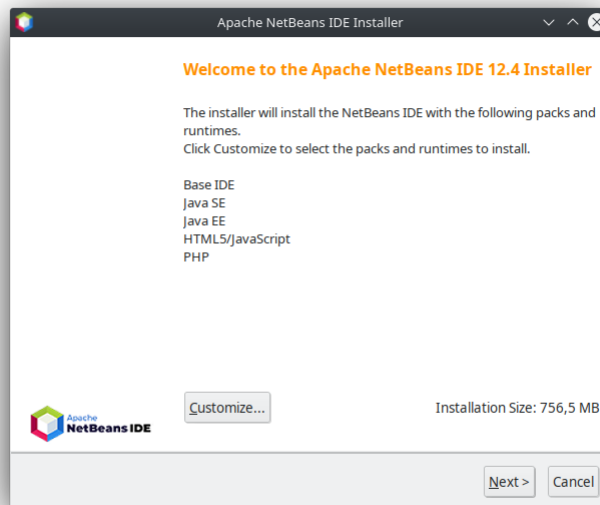 Apache NetBeans IDE Installer
Welcome to the Apache NetBeans IDE 12.4 Installer
The installer will install the NetBeans IDE with the following packs and
runtimes.
Click Customize to select the packs and runtimes to install.
Base IDE
Java SE
Java EE
HTML5/JavaScript
PHP
Apache
NetBeans IDE
Customize...
Installation Size: 756,5 MB
Next >
Cancel